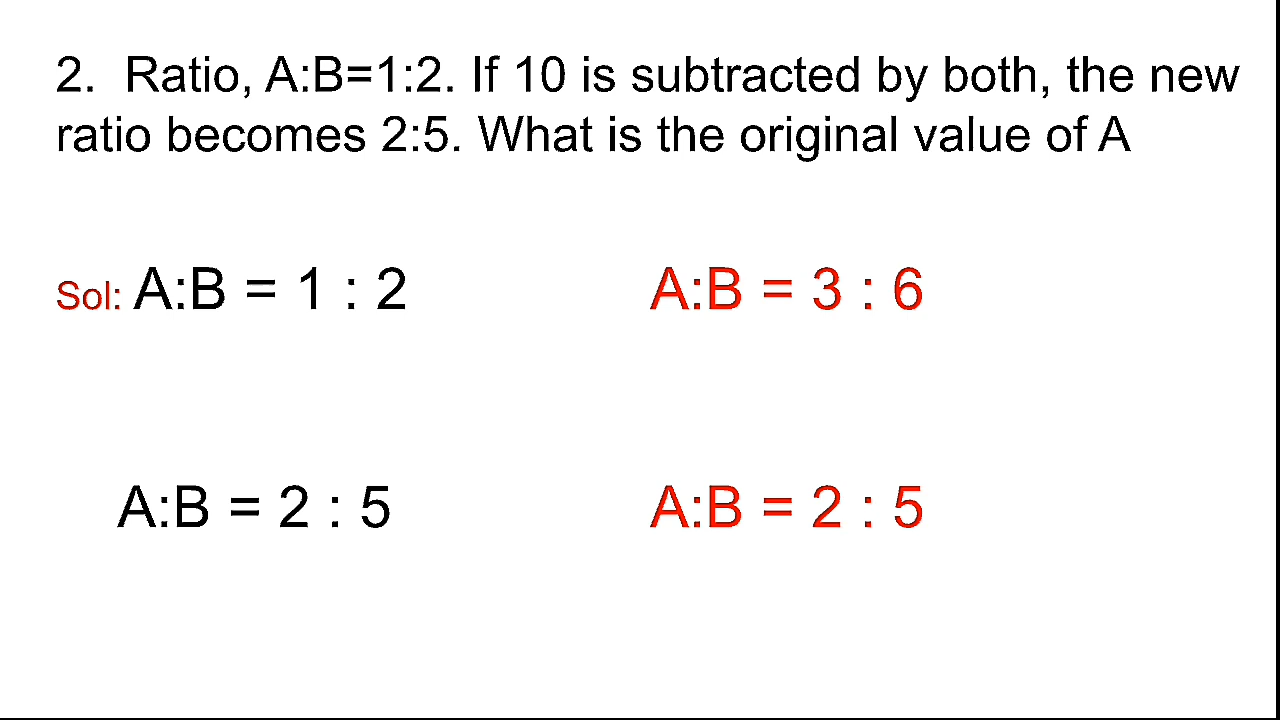 2. Ratio, A:B=1:2. If 10 is subtracted by both, the new
ratio becomes 2:5. What is the original value of A
Sol: A:B = 1 : 2
A:B = 3 : 6
A:B = 2 : 5
A:B = 2 : 5